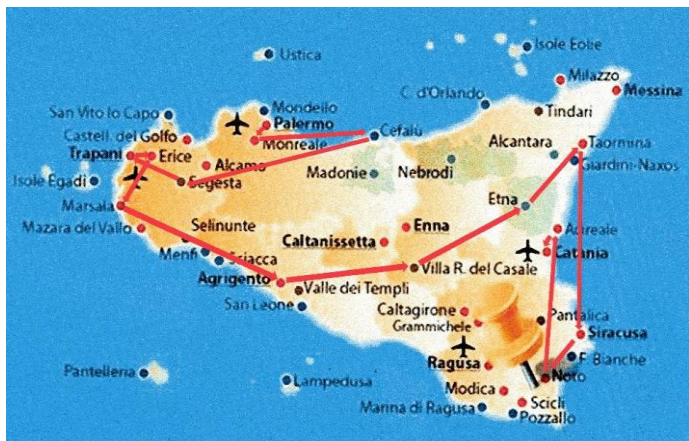 Ustica
Isole Eolie
Milazzo
Messina
San Vito lo Capo
Mondello
C. d'Orlando
Tindari
Palermo
Castell. del Golfo
Monreale
Cefalù
Taormina
Trapani
Erice
Alcamo
Alcantara
Giardini-Naxos
Isole Egadi
Segesta
Madonie
Nebrodi
Marsala
Etna
Mazara del Vallo
Selinunte
Enna
Acireale
Caltanissetta
Menfi
Sciacca
Catania
Agrigento
Villa R. del Casale
Valle dei Templi
San Leone
Caltagirone
Pantalica
Grammichele
Siracusa
Pantelleria
Lampedusa
Ragusa
F. Bianche
Noto
Modica
Marina di Ragusa
Scicli
Pozzallo